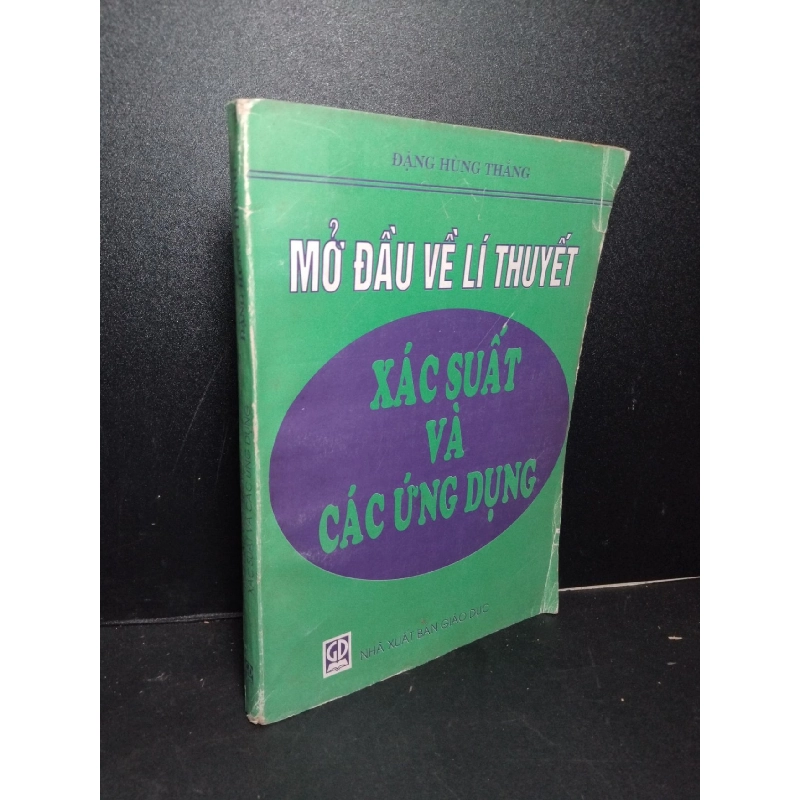 ĐẶNG HÙNG THẮNG
MỞ ĐẦU VỀ LÍ THUYẾT
XÁC SUẤT
VÀ
CÁC ỨNG DỤNG
GD
NHÀ XUẤT BẢN GIÁO DỤC